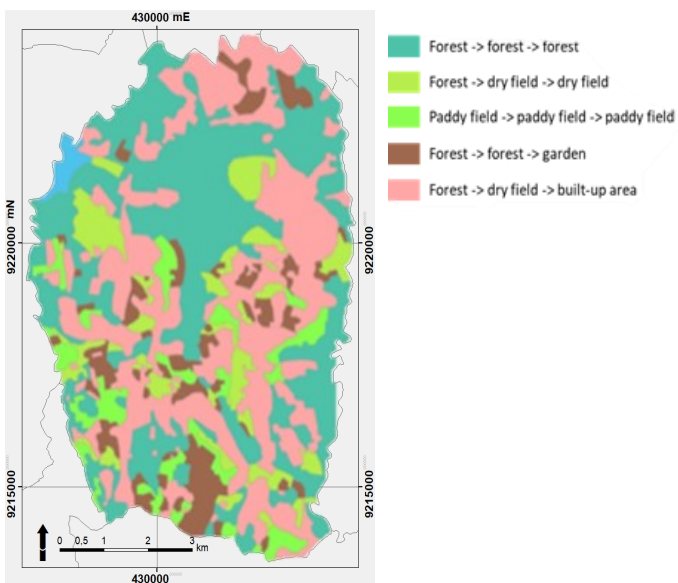 430000 mE
Forest -> forest -> forest
Forest -> dry field -> dry field
Paddy field -> paddy field -> paddy field
Forest -> forest -> garden
Forest -> dry field -> built-up area
9220000 mN
9220000
9215000
9215000
0 0,5 1 2 3
km
430000